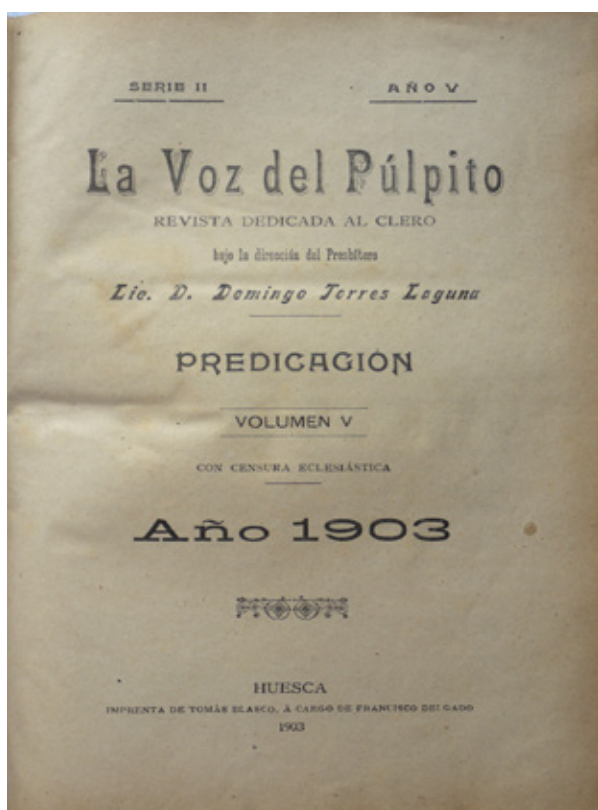 SERIE II
AÑO V
La Voz del Púlpito
REVISTA DEDICADA AL CLERO
bajo la dirección del Presbítero
Lic. D. Domingo Torres Laguna
PREDICACIÓN
VOLUMEN V
CON CENSURA ECLESIÁSTICA
Año 1903
HUESCA
IMPRENTA DE TOMÁS BLASCO, Á CARGO DE FRANCISCO DELGADO
1903